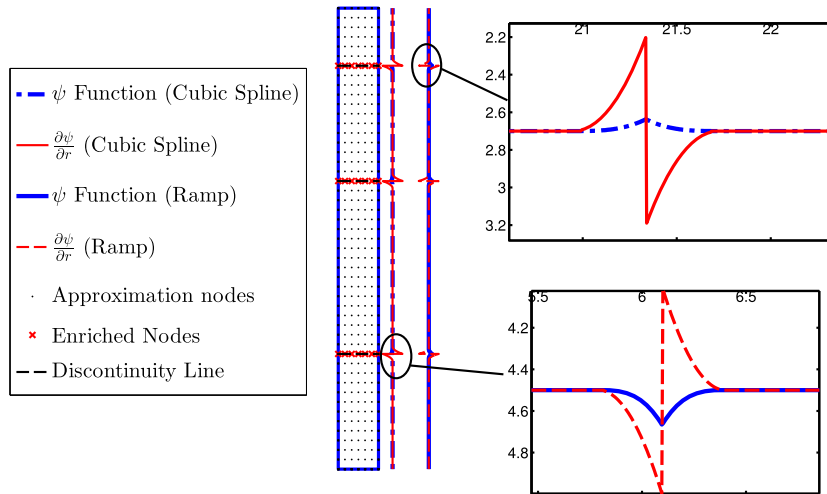 ψ Function (Cubic Spline)
∂ψ/∂r (Cubic Spline)
ψ Function (Ramp)
∂ψ/∂r (Ramp)
Approximation nodes
Enriched Nodes
Discontinuity Line
21 21.5 22
2.2
2.4
2.6
2.8
3
3.2
5.5 6 6.5
4.2
4.4
4.6
4.8